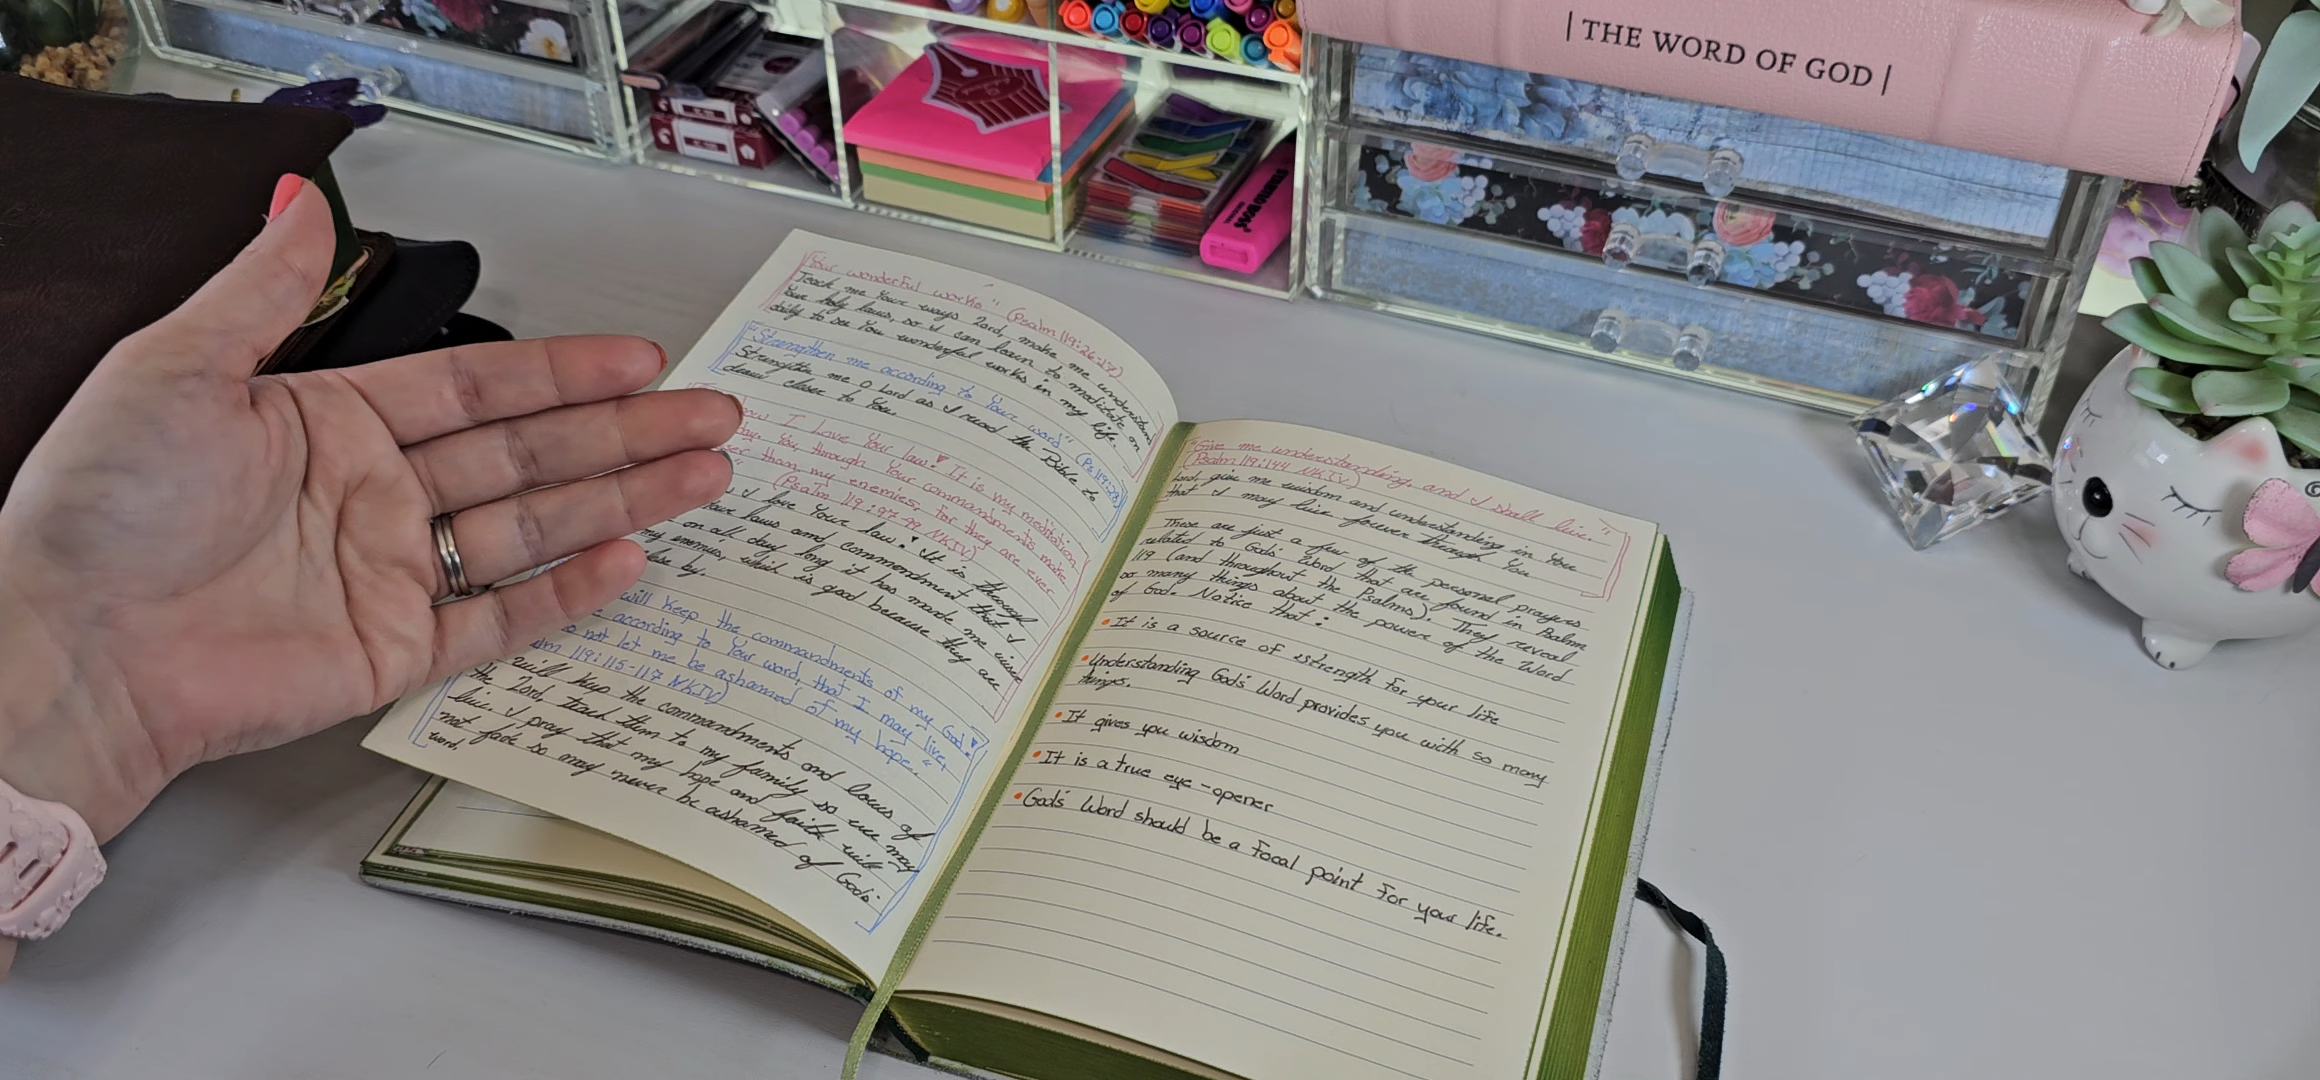 THE WORD OF GOD
STABILO BOSS
Your wonderful works" (Psalm 119:26-27)
Teach me Your ways Lord, make me understand
Your holy laws, so I can learn to meditate on
daily to see You wonderful works in my life.
"Strengthen me according to Your word" (Ps 119:28)
Strengthen me O Lord as I read the Bible to
draw closer to You.
how I Love Your law! It is my meditation
day. You, through Your commandments make
than my enemies, for they are ever
(Psalm 119:97-99 NKJV)
I love Your law! It is through
Your laws and commandment that I
on all day long it has made me wiser
my enemies, which is good because they are
by.
will keep the commandments of my God!
according to Your word, that I may live,
not let me be ashamed of my hope."
119:115-117 NKJV)
will keep the commandments and laws of
the Lord, teach them to my family so we may
live. I pray that my hope and faith will
not fade so may never be ashamed of God's
word.
"Give me understanding, and I shall live."
(Psalm 119:144 NKJV)
Lord, give me wisdom and understanding in You
that I may live forever through You
These are just a few of the personal prayers
related to God's Word that are found in Psalm
119 (and throughout the Psalms). They reveal
so many things about the power of the Word
of God. Notice that:
• It is a source of strength for your life
• Understanding God's Word provides you with so many
things.
• It gives you wisdom
• It is a true eye-opener
• God's Word should be a focal point for your life.